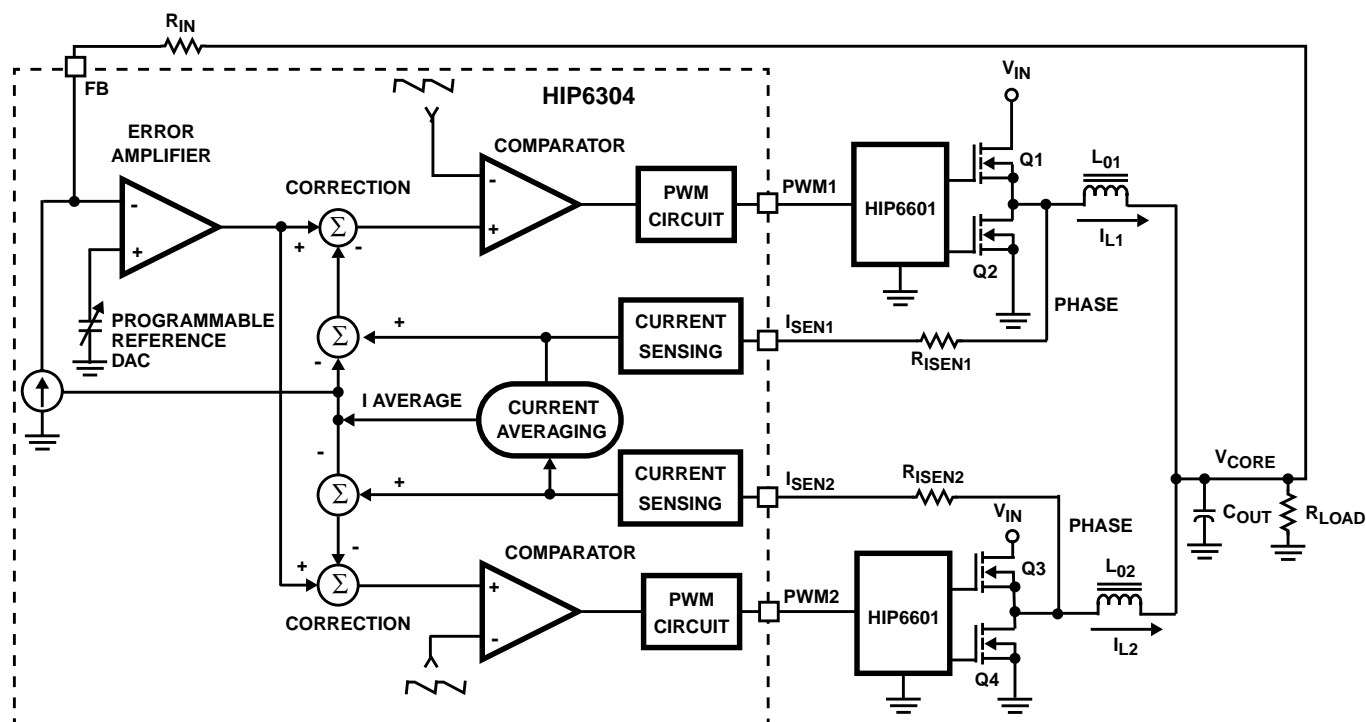 RIN
FB
HIP6304
VIN
ERROR
AMPLIFIER
CORRECTION
COMPARATOR
PWM
CIRCUIT
PWM1
HIP6601
Q1
Q2
L01
IL1
PHASE
-
+
+
Σ
-
-
+
PROGRAMMABLE
REFERENCE
DAC
Σ
+
-
CURRENT
SENSING
ISEN1
RISEN1
I AVERAGE
CURRENT
AVERAGING
-
Σ
+
-
CURRENT
SENSING
ISEN2
RISEN2
VCORE
COUT
RLOAD
VIN
PHASE
+
Σ
CORRECTION
COMPARATOR
+
-
PWM
CIRCUIT
PWM2
HIP6601
Q3
Q4
L02
IL2